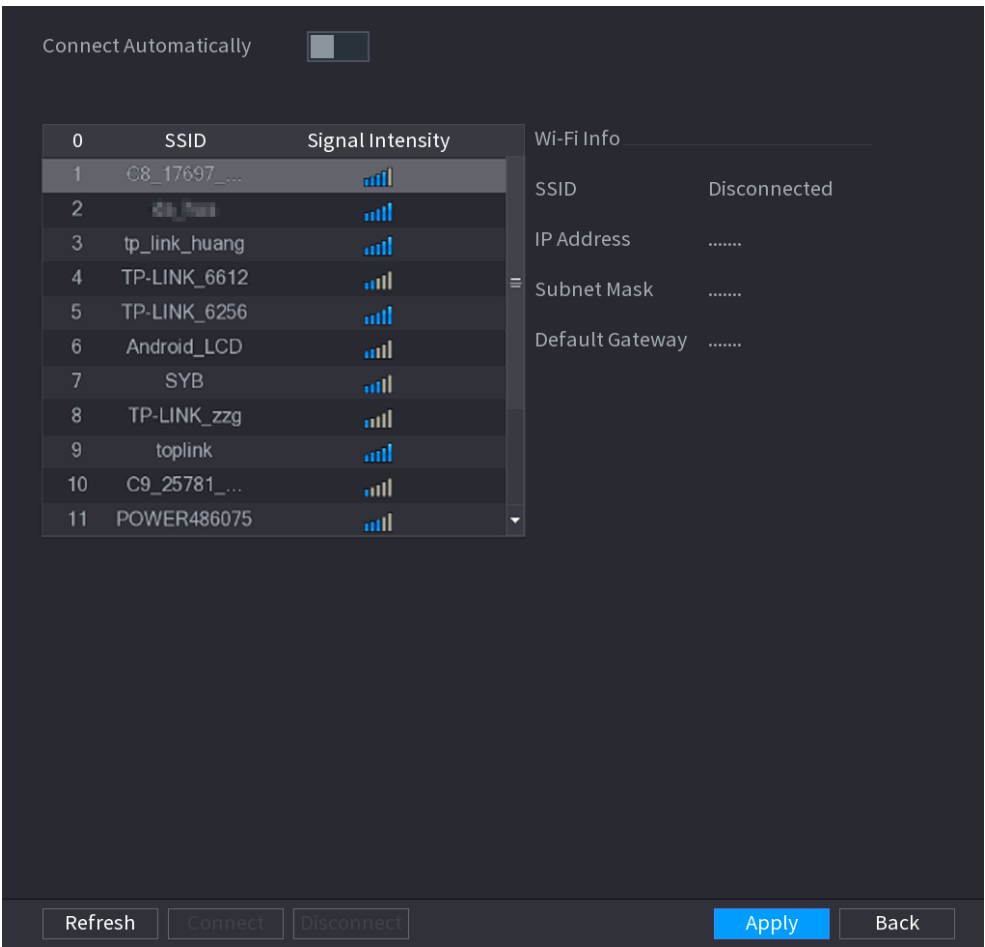 Connect Automatically
0 SSID Signal Intensity
1 C8_17697_...
2
3 tp_link_huang
4 TP-LINK_6612
5 TP-LINK_6256
6 Android_LCD
7 SYB
8 TP-LINK_zzg
9 toplink
10 C9_25781_...
11 POWER486075
Wi-Fi Info
SSID Disconnected
IP Address .......
Subnet Mask .......
Default Gateway .......
Refresh Connect Disconnect Apply Back